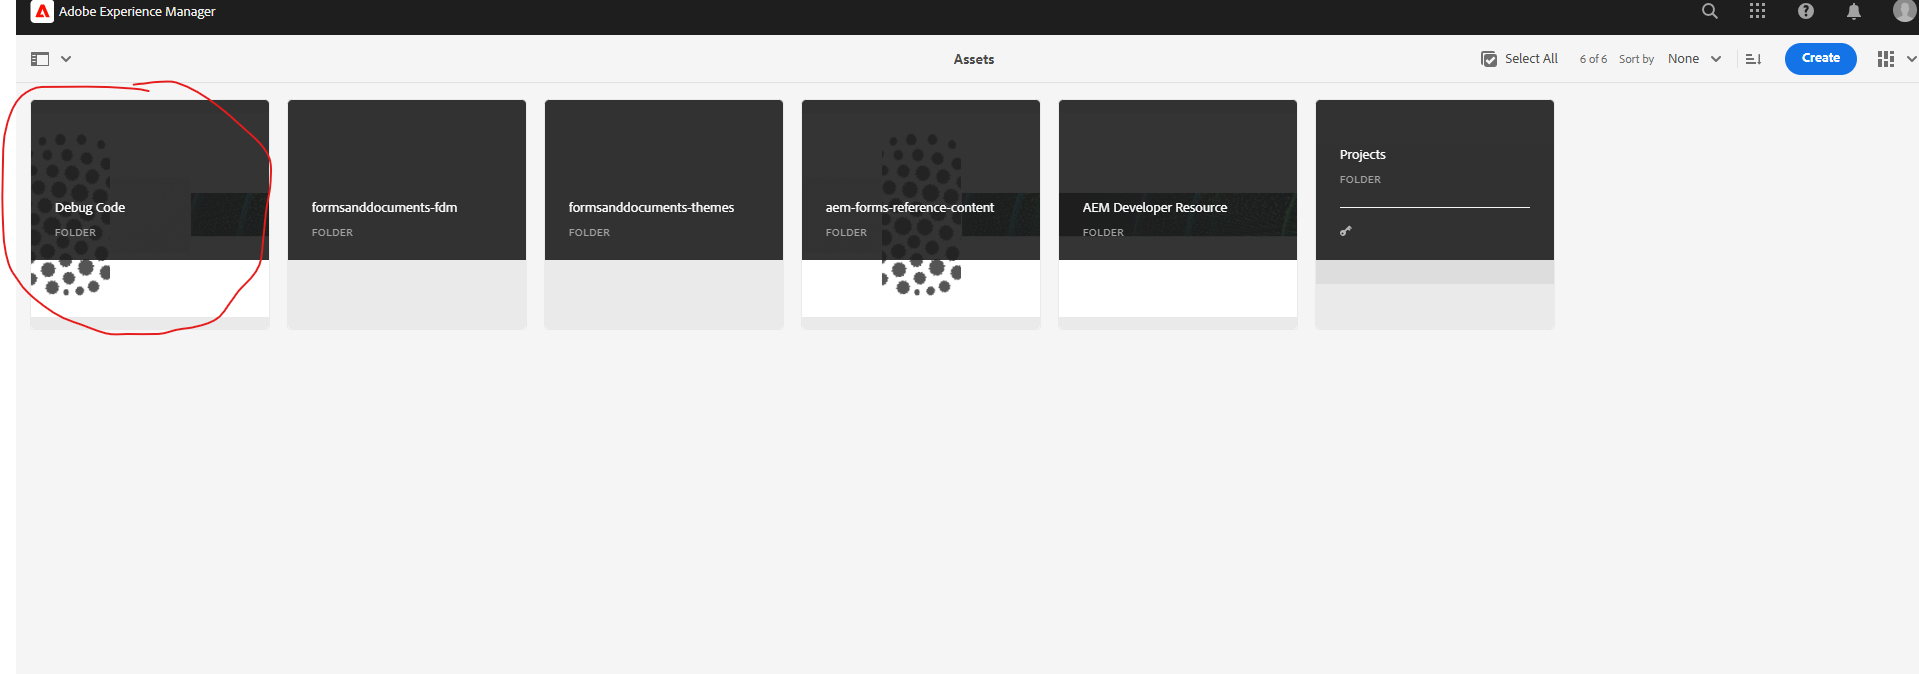 Adobe Experience Manager
Assets
Select All
6 of 6
Sort by
None
Create
Debug Code
FOLDER
formsanddocuments-fdm
FOLDER
formsanddocuments-themes
FOLDER
aem-forms-reference-content
FOLDER
AEM Developer Resource
FOLDER
Projects
FOLDER